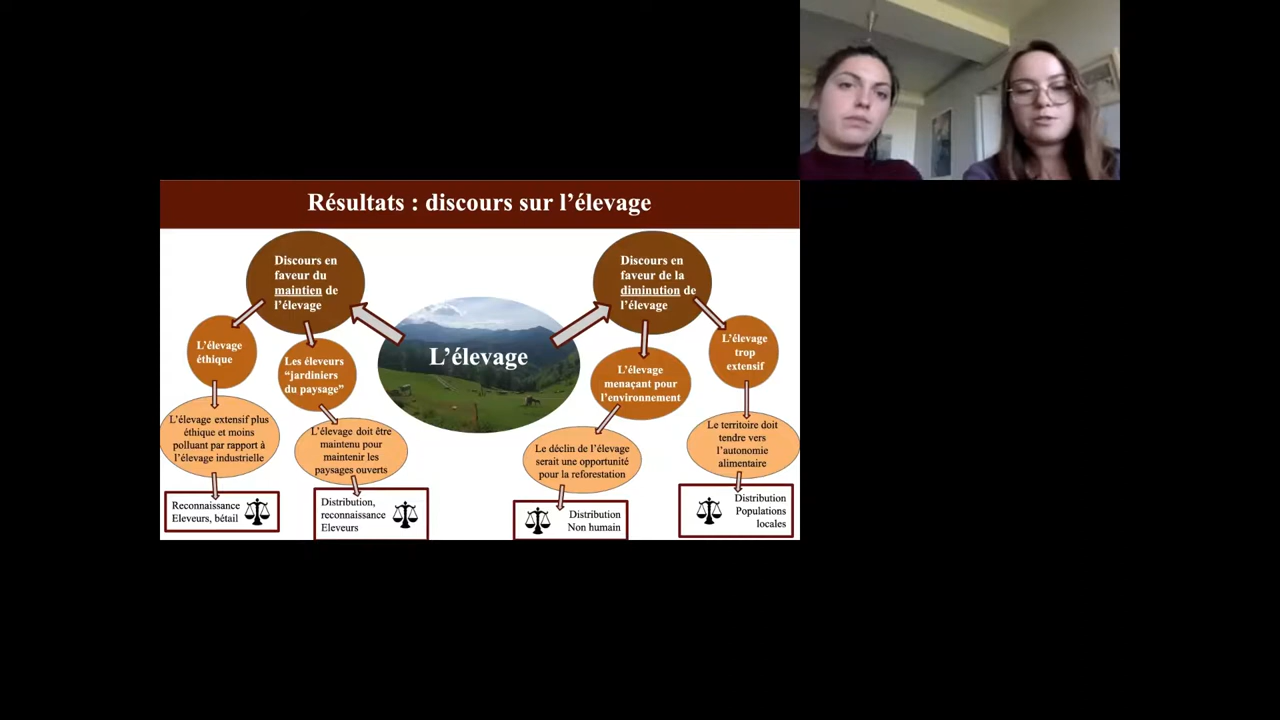 Résultats : discours sur l’élevage
Discours en
faveur du
maintien de
l’élevage
Discours en
faveur de la
diminution de
l’élevage
L’élevage
L’élevage
éthique
Les éleveurs
“jardiniers
du paysage”
L’élevage
menaçant pour
l’environnement
L’élevage
trop
extensif
L’élevage extensif plus
éthique et moins
polluant par rapport à
l’élevage industrielle
L’élevage doit être
maintenu pour
maintenir les
paysages ouverts
Le déclin de l’élevage
serait une opportunité
pour la reforestation
Le territoire doit
tendre vers
l’autonomie
alimentaire
Reconnaissance
Eleveurs, bétail
Distribution,
reconnaissance
Eleveurs
Distribution
Non humain
Distribution
Populations
locales